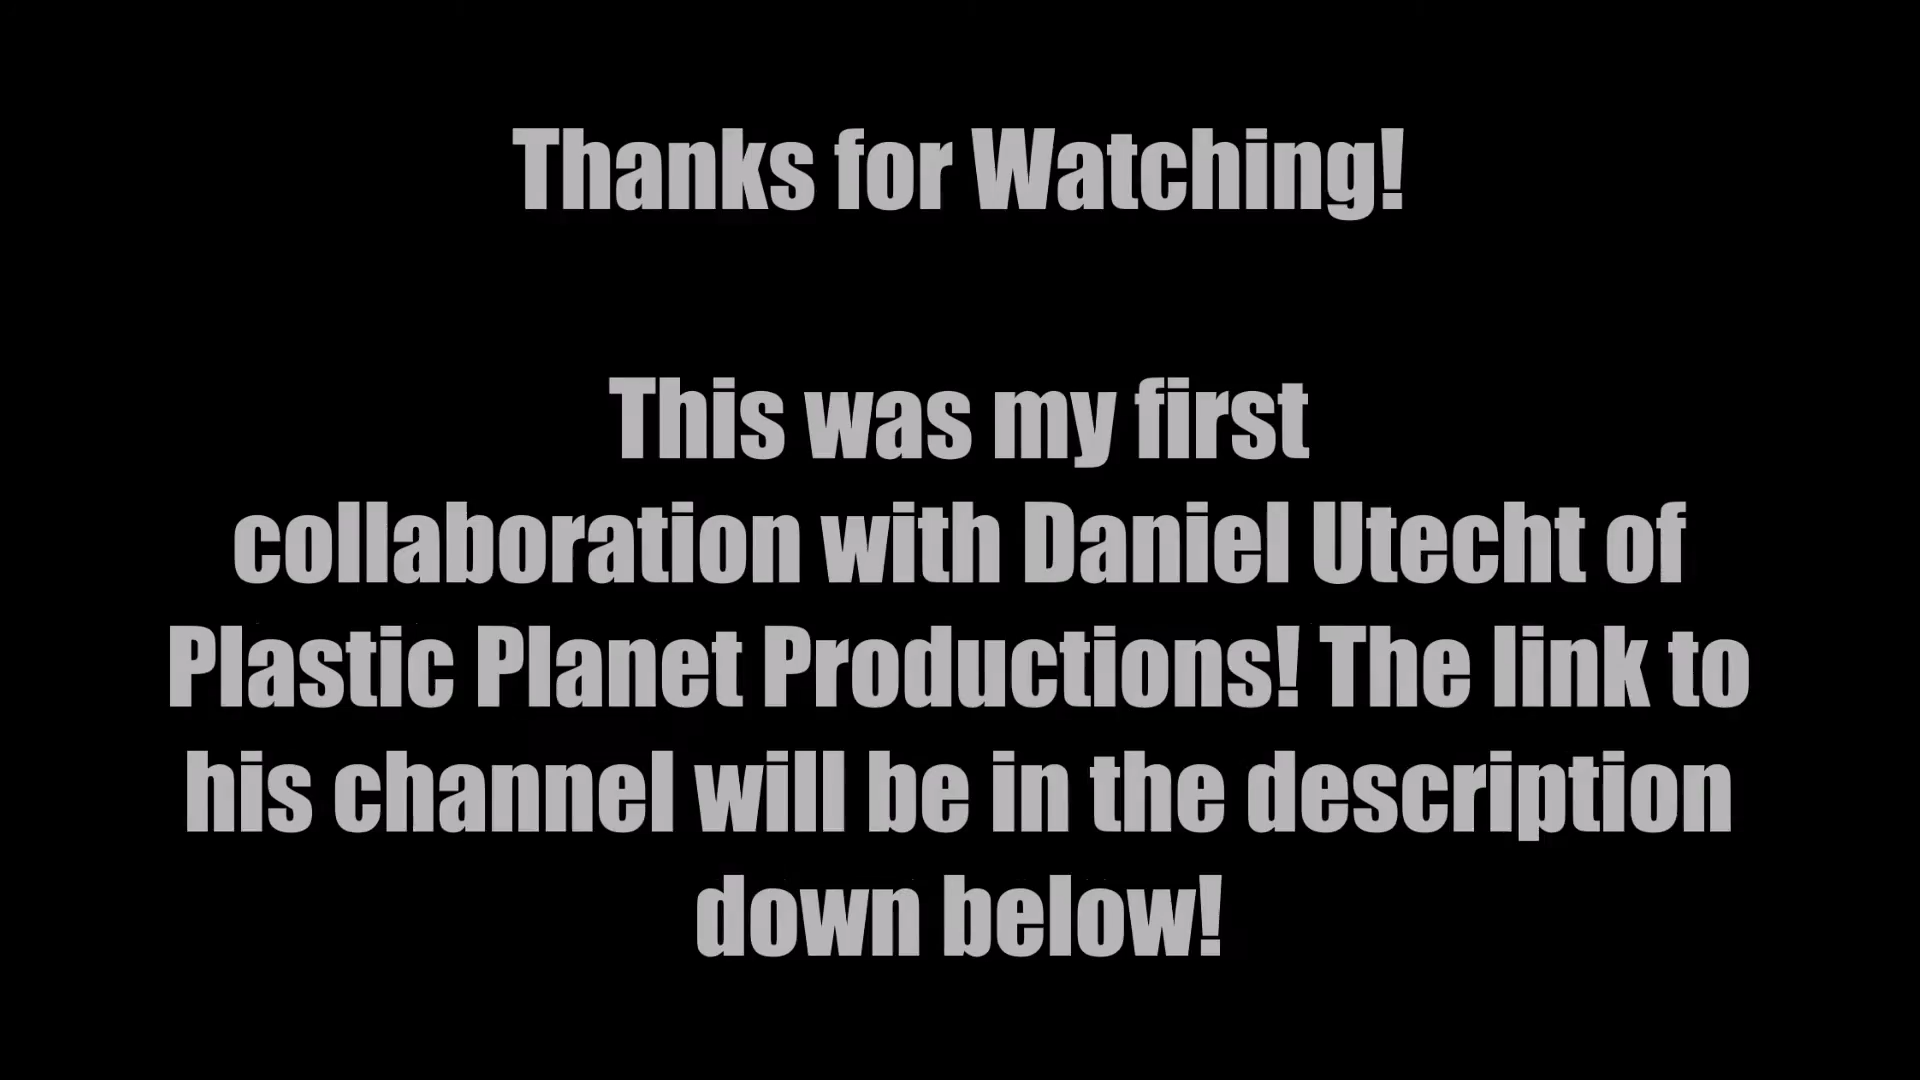 Thanks for Watching!
This was my first
collaboration with Daniel Utecht of
Plastic Planet Productions! The link to
his channel will be in the description
down below!